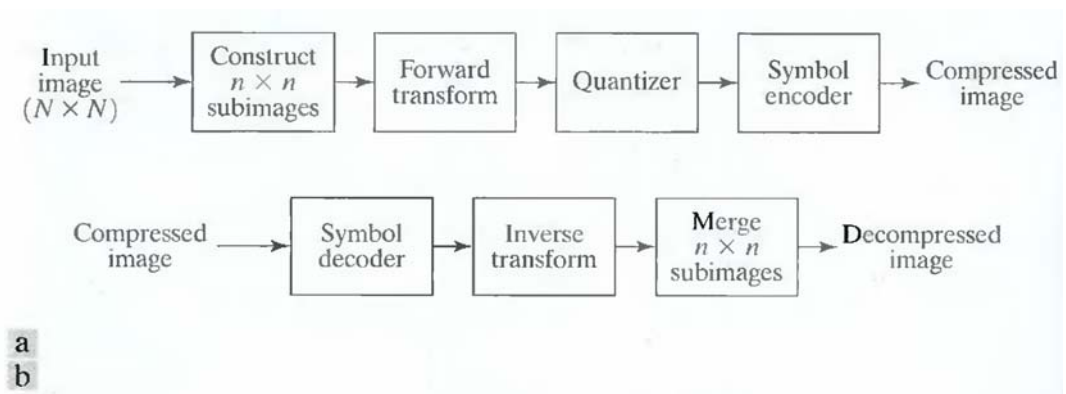 Input
image
(N × N)
Construct
n × n
subimages
Forward
transform
Quantizer
Symbol
encoder
Compressed
image
Compressed
image
Symbol
decoder
Inverse
transform
Merge
n × n
subimages
Decompressed
image
a
b